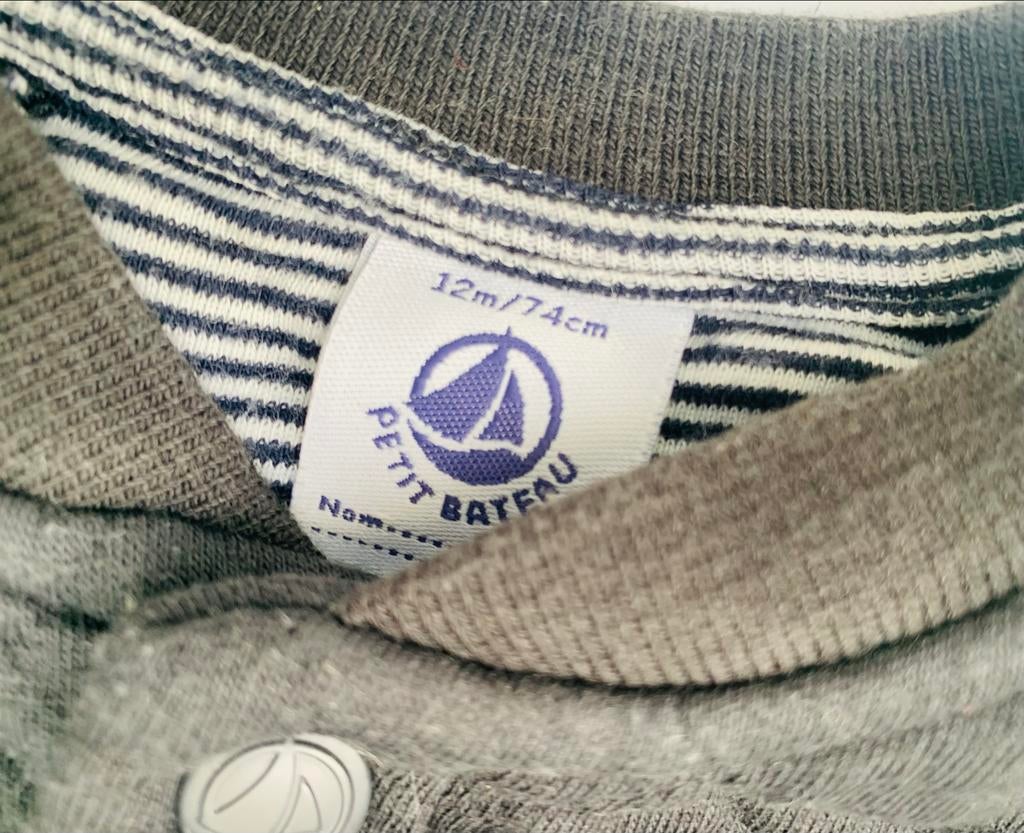 12m/74cm
PETIT BATEAU
Nom.....
.......